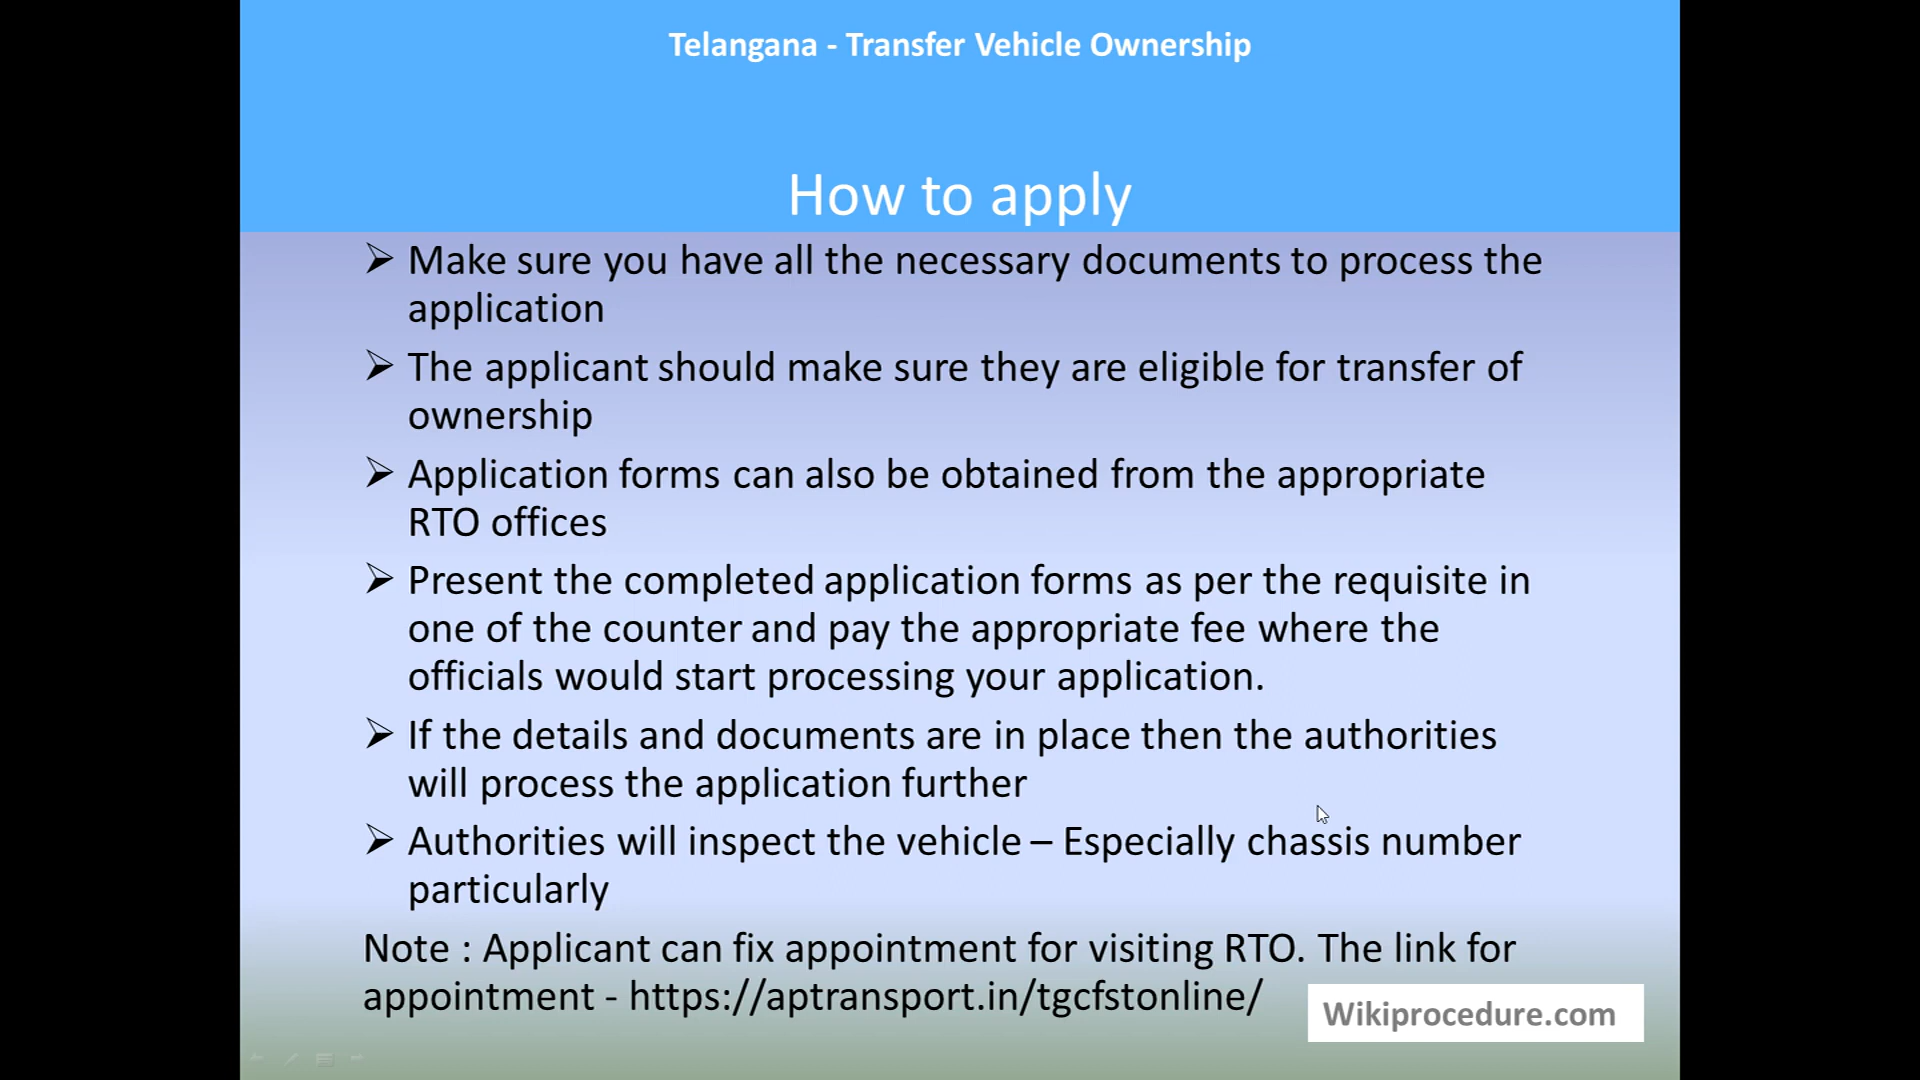 Telangana - Transfer Vehicle Ownership
How to apply
➢ Make sure you have all the necessary documents to process the
application
➢ The applicant should make sure they are eligible for transfer of
ownership
➢ Application forms can also be obtained from the appropriate
RTO offices
➢ Present the completed application forms as per the requisite in
one of the counter and pay the appropriate fee where the
officials would start processing your application.
➢ If the details and documents are in place then the authorities
will process the application further
➢ Authorities will inspect the vehicle – Especially chassis number
particularly
Note : Applicant can fix appointment for visiting RTO. The link for
appointment - https://aptransport.in/tgcfstonline/
Wikiprocedure.com